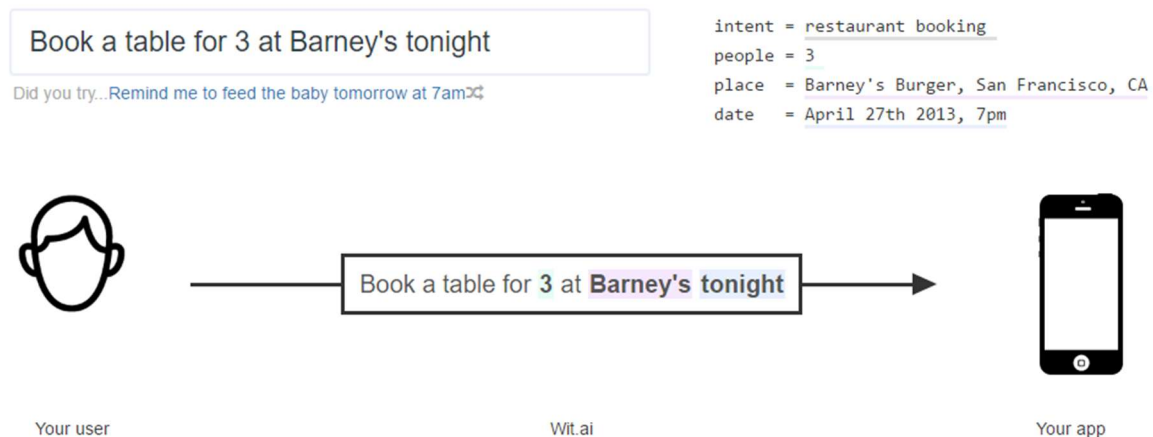 Book a table for 3 at Barney's tonight
Did you try...Remind me to feed the baby tomorrow at 7am
intent = restaurant booking
people = 3
place = Barney's Burger, San Francisco, CA
date = April 27th 2013, 7pm
Book a table for 3 at Barney's tonight
Your user
Wit.ai
Your app